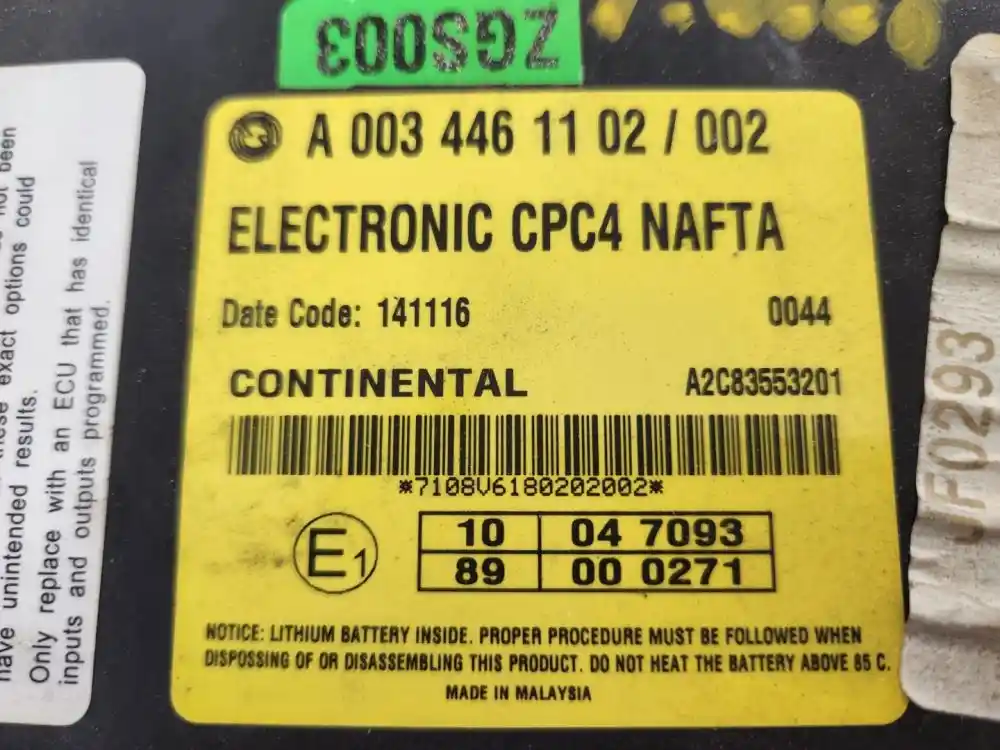 ZGS003
A 003 446 11 02 / 002
ELECTRONIC CPC4 NAFTA
Date Code: 141116 0044
CONTINENTAL A2C83553201
*7108V6180202002*
E1
10 04 7093
89 00 0271
NOTICE: LITHIUM BATTERY INSIDE. PROPER PROCEDURE MUST BE FOLLOWED WHEN
DISPOSSING OF OR DISASSEMBLING THIS PRODUCT. DO NOT HEAT THE BATTERY ABOVE 85 C.
MADE IN MALAYSIA
not been
exact options could
have unintended results.
Only replace with an ECU that has identical
inputs and outputs programmed.
F0293